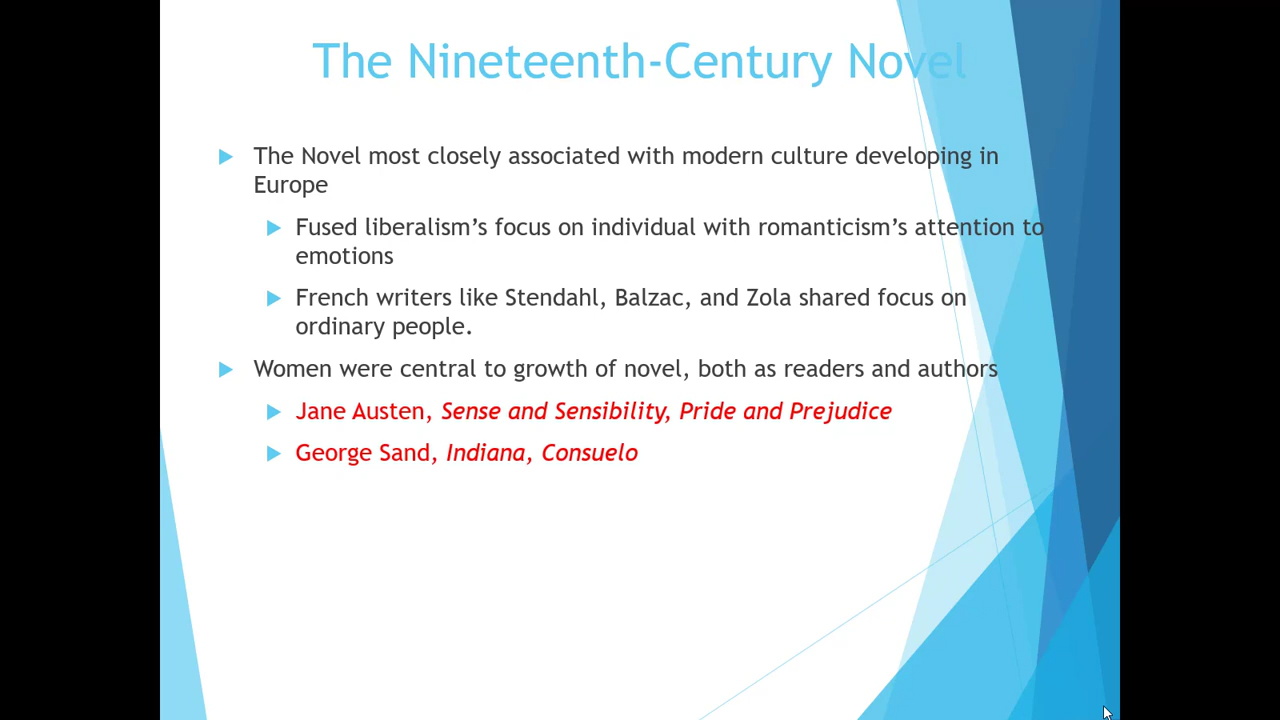 The Nineteenth-Century Novel
The Novel most closely associated with modern culture developing in
Europe
Fused liberalism’s focus on individual with romanticism’s attention to
emotions
French writers like Stendahl, Balzac, and Zola shared focus on
ordinary people.
Women were central to growth of novel, both as readers and authors
Jane Austen, Sense and Sensibility, Pride and Prejudice
George Sand, Indiana, Consuelo